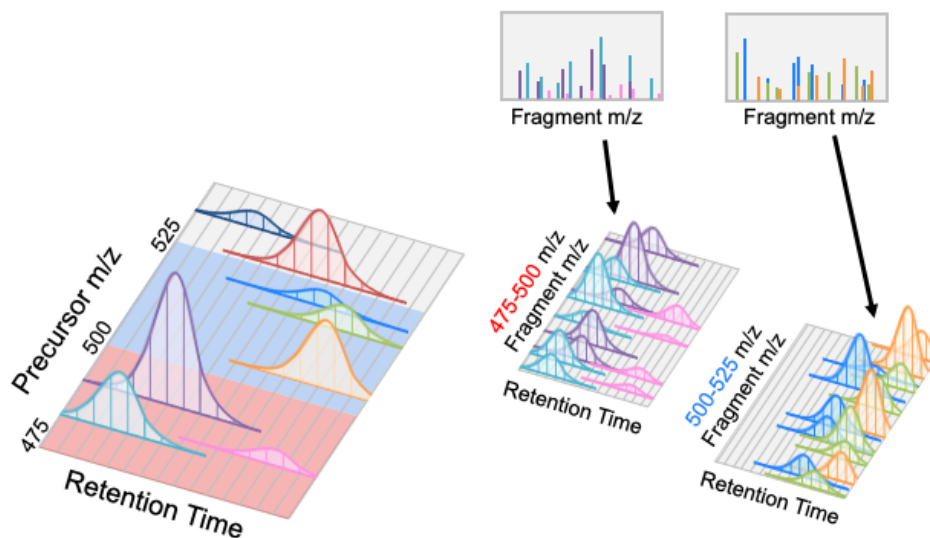 Fragment m/z
Fragment m/z
525
500
475
Precursor m/z
Retention Time
475-500 m/z
Fragment m/z
Retention Time
500-525 m/z
Fragment m/z
Retention Time